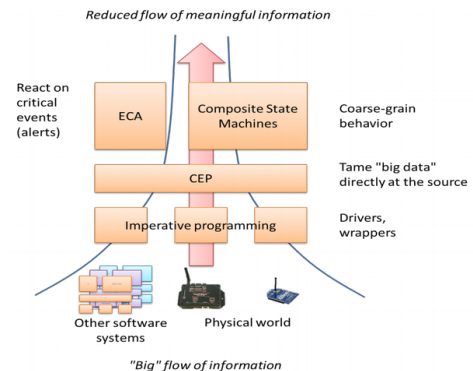 Reduced flow of meaningful information
React on
critical
events
(alerts)
ECA
Composite State
Machines
Coarse-grain
behavior
CEP
Tame "big data"
directly at the source
Imperative programming
Drivers,
wrappers
Other software
systems
Physical world
"Big" flow of information